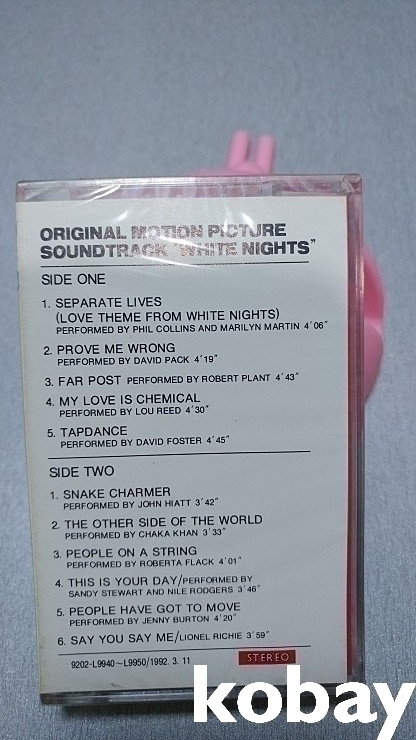 ORIGINAL MOTION PICTURE
SOUNDTRACK "WHITE NIGHTS"
SIDE ONE
1. SEPARATE LIVES
(LOVE THEME FROM WHITE NIGHTS)
PERFORMED BY PHIL COLLINS AND MARILYN MARTIN 4'06"
2. PROVE ME WRONG
PERFORMED BY DAVID PACK 4'19"
3. FAR POST PERFORMED BY ROBERT PLANT 4'43"
4. MY LOVE IS CHEMICAL
PERFORMED BY LOU REED 4'30"
5. TAPDANCE
PERFORMED BY DAVID FOSTER 4'45"
SIDE TWO
1. SNAKE CHARMER
PERFORMED BY JOHN HIATT 3'42"
2. THE OTHER SIDE OF THE WORLD
PERFORMED BY CHAKA KHAN 3'33"
3. PEOPLE ON A STRING
PERFORMED BY ROBERTA FLACK 4'01"
4. THIS IS YOUR DAY/PERFORMED BY
SANDY STEWART AND NILE RODGERS 3'46"
5. PEOPLE HAVE GOT TO MOVE
PERFORMED BY JENNY BURTON 4'20"
6. SAY YOU SAY ME/LIONEL RICHIE 3'59"
9202-L9940~L9950/1992. 3. 11
STEREO
kobay